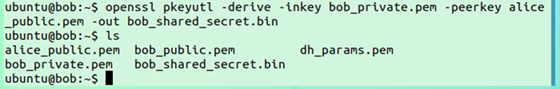 ubuntu@bob:~$ openssl pkeyutl -derive -inkey bob_private.pem -peerkey alice
_public.pem -out bob_shared_secret.bin
ubuntu@bob:~$ ls
alice_public.pem  bob_public.pem         dh_params.pem
bob_private.pem   bob_shared_secret.bin
ubuntu@bob:~$